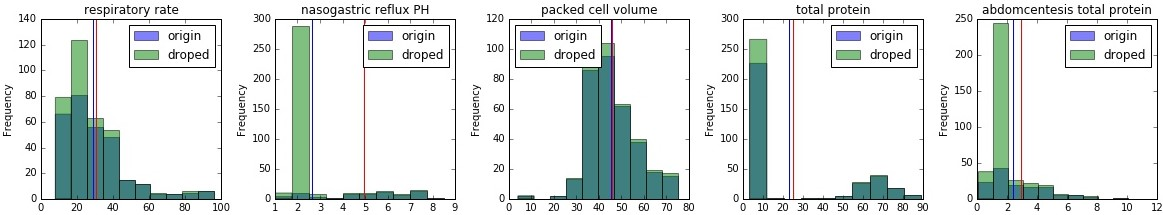 respiratory rate
Frequency
140
120
100
80
60
40
20
0
0 20 40 60 80 100
origin
droped
nasogastric reflux PH
Frequency
300
250
200
150
100
50
0
1 2 3 4 5 6 7 8 9
origin
droped
packed cell volume
Frequency
120
100
80
60
40
20
0
0 10 20 30 40 50 60 70 80
origin
droped
total protein
Frequency
300
250
200
150
100
50
0
0 10 20 30 40 50 60 70 80 90
origin
droped
abdomcentesis total protein
Frequency
250
200
150
100
50
0
0 2 4 6 8 10 12
origin
droped